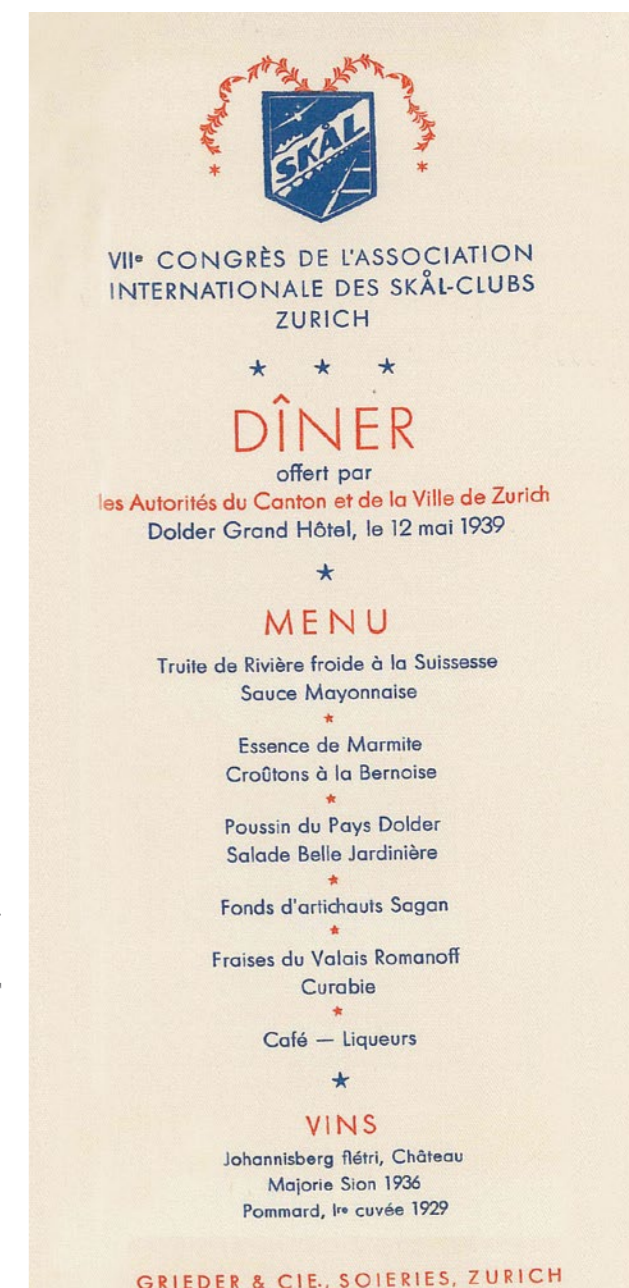 SKÅL
VIIe CONGRÈS DE L'ASSOCIATION
INTERNATIONALE DES SKÅL-CLUBS
ZURICH
DÎNER
offert par
les Autorités du Canton et de la Ville de Zurich
Dolder Grand Hôtel, le 12 mai 1939
MENU
Truite de Rivière froide à la Suissesse
Sauce Mayonnaise
Essence de Marmite
Croûtons à la Bernoise
Poussin du Pays Dolder
Salade Belle Jardinière
Fonds d'artichauts Sagan
Fraises du Valais Romanoff
Curabie
Café — Liqueurs
VINS
Johannisberg flétri, Château
Majorie Sion 1936
Pommard, Ire cuvée 1929
GRIEDER & CIE., SOIERIES, ZURICH